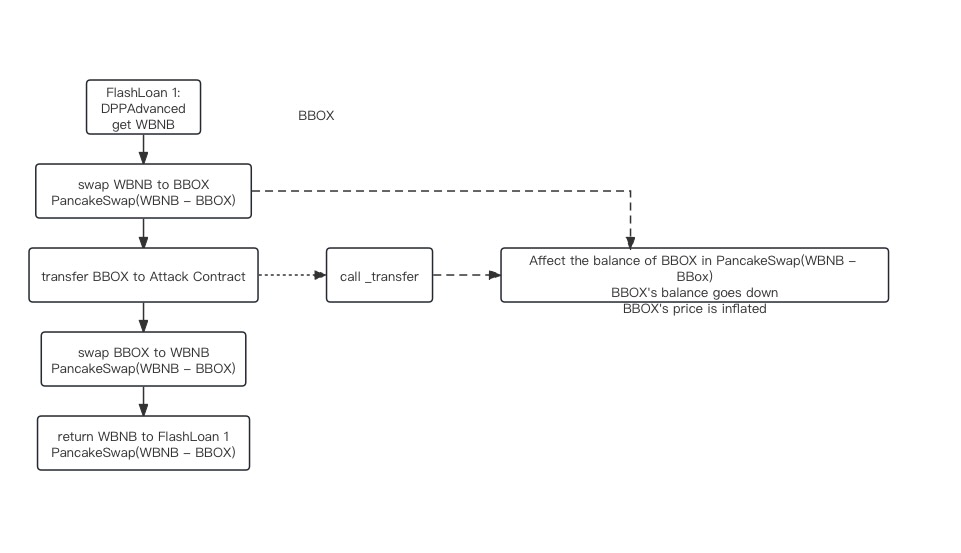 FlashLoan 1:
DPPAdvanced
get WBNB
BBOX
swap WBNB to BBOX
PancakeSwap(WBNB – BBOX)
transfer BBOX to Attack Contract
call _transfer
Affect the balance of BBOX in PancakeSwap(WBNB –
BBox)
BBOX's balance goes down
BBOX's price is inflated
swap BBOX to WBNB
PancakeSwap(WBNB – BBOX)
return WBNB to FlashLoan 1
PancakeSwap(WBNB – BBOX)